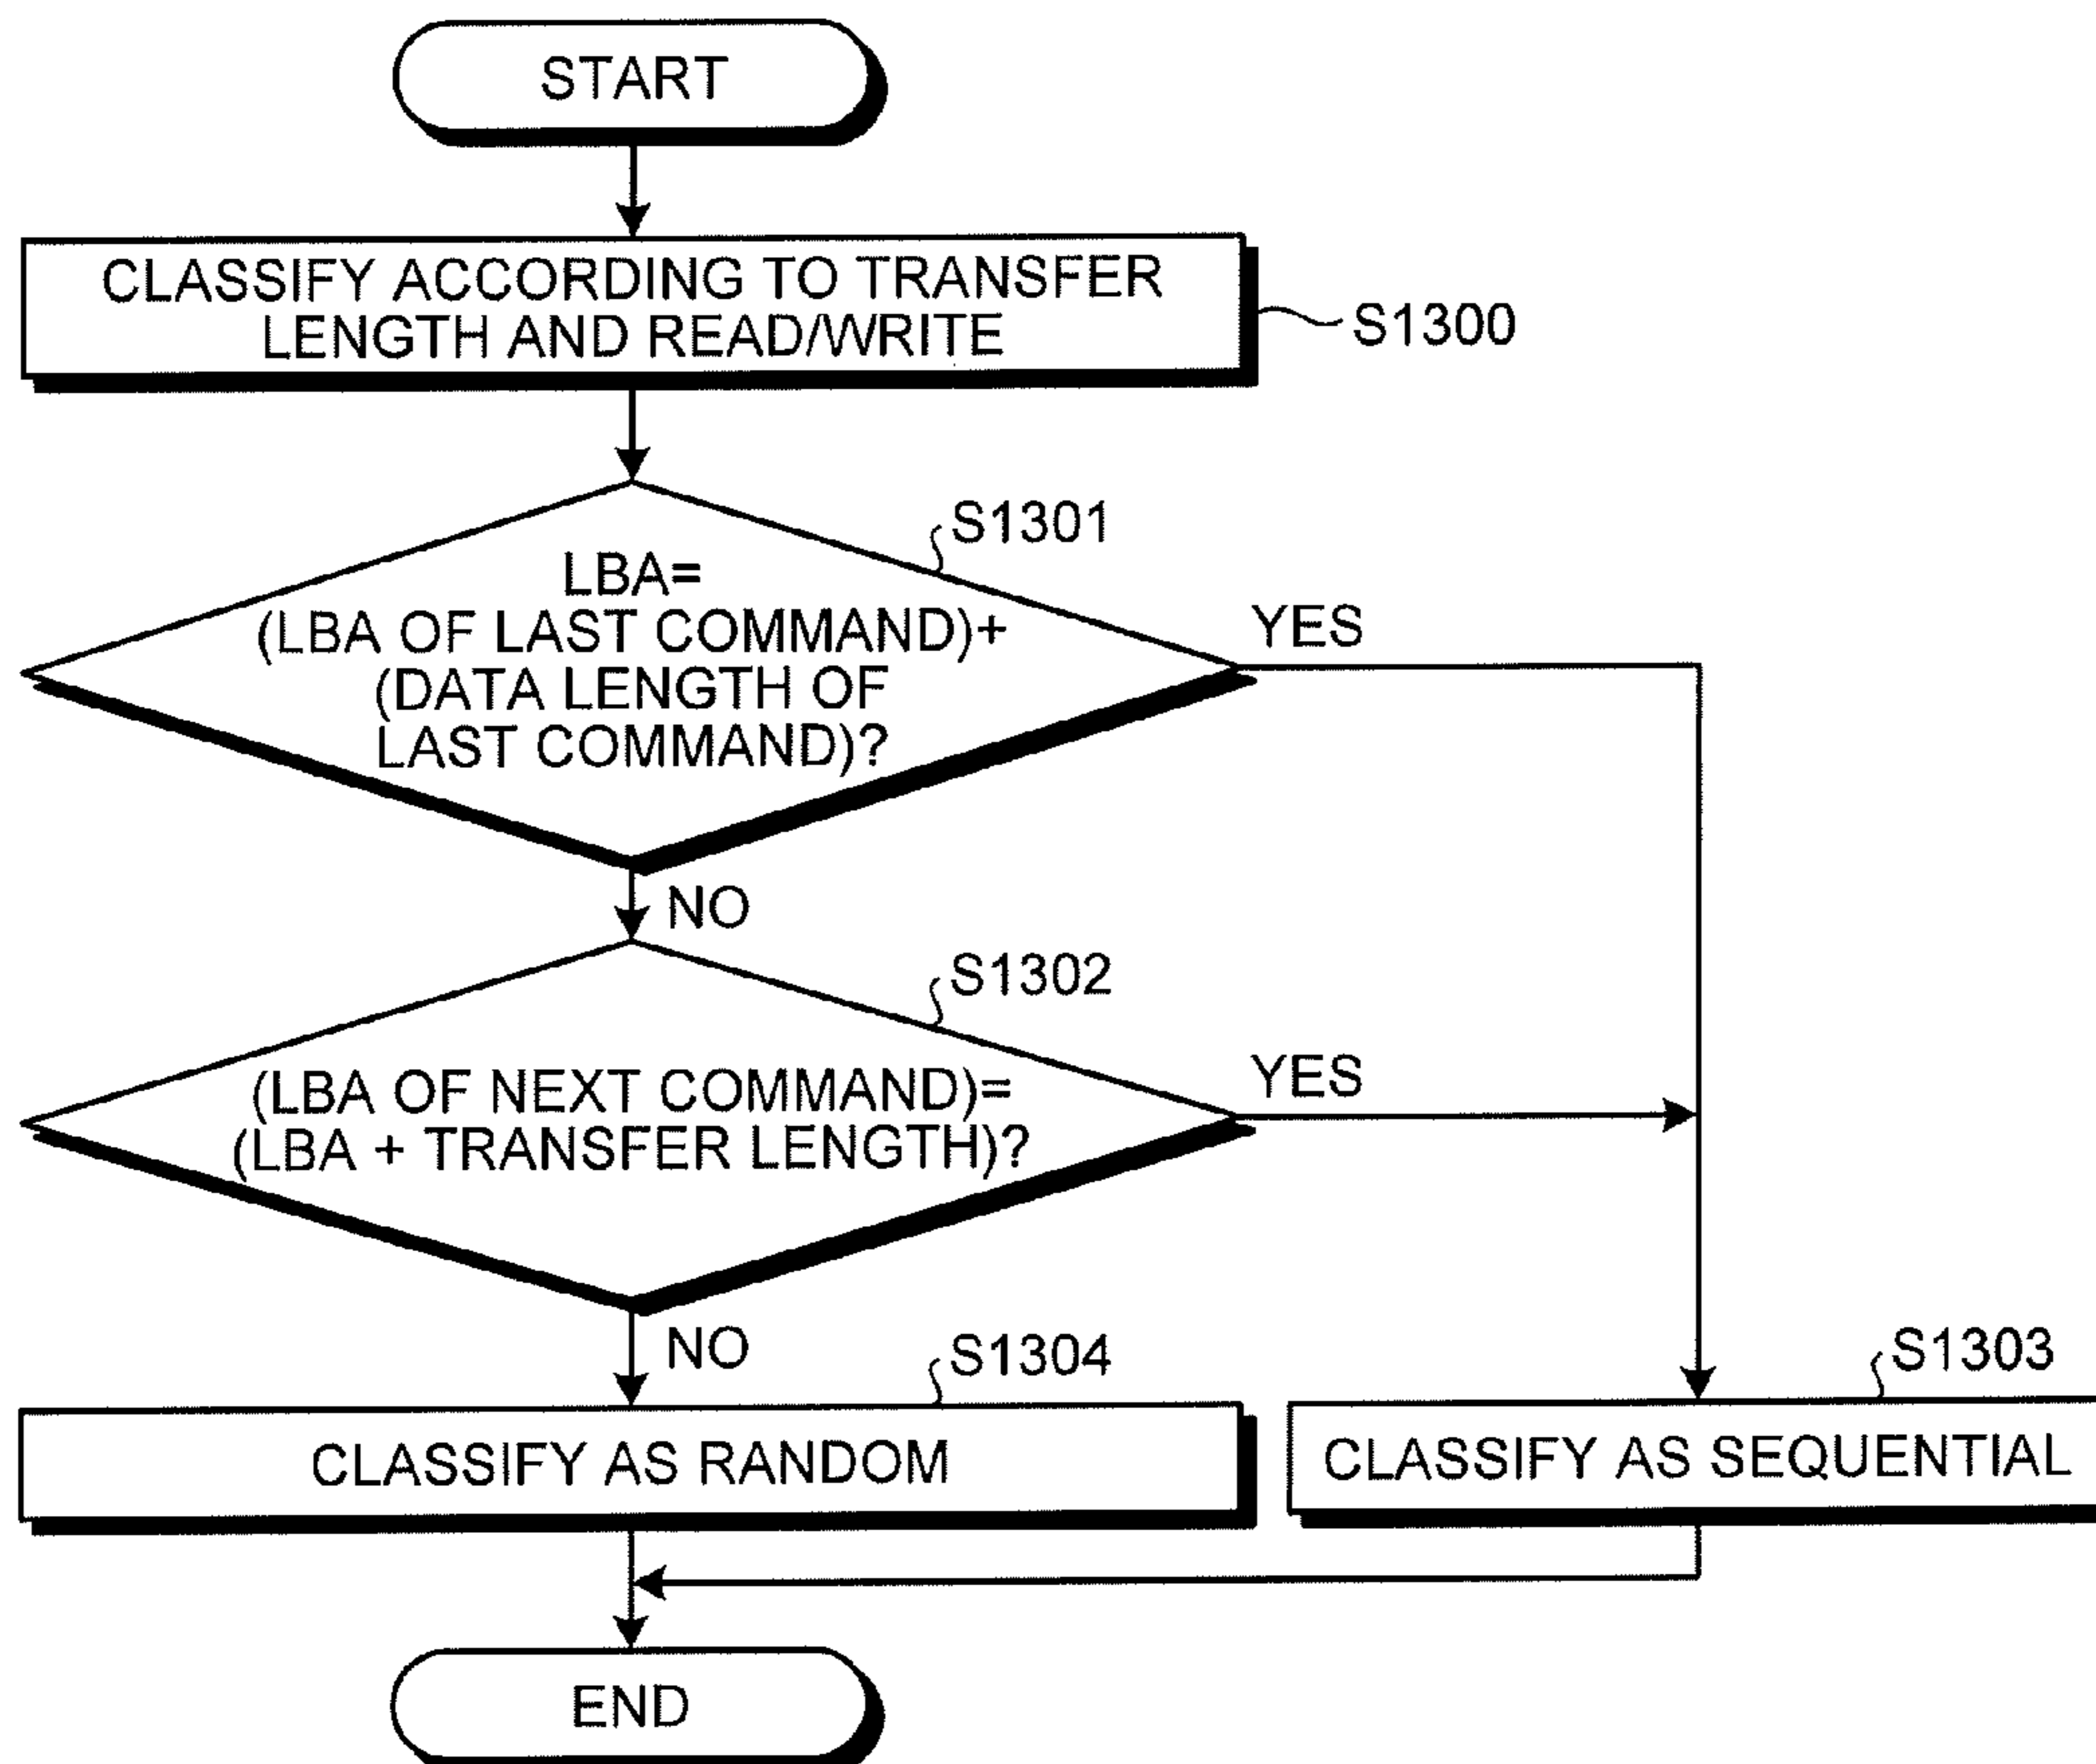 START
CLASSIFY ACCORDING TO TRANSFER
LENGTH AND READ/WRITE
S1300
S1301
LBA=
(LBA OF LAST COMMAND)+
(DATA LENGTH OF
LAST COMMAND)?
YES
NO
S1302
(LBA OF NEXT COMMAND)=
(LBA + TRANSFER LENGTH)?
YES
NO
S1304
CLASSIFY AS RANDOM
S1303
CLASSIFY AS SEQUENTIAL
END